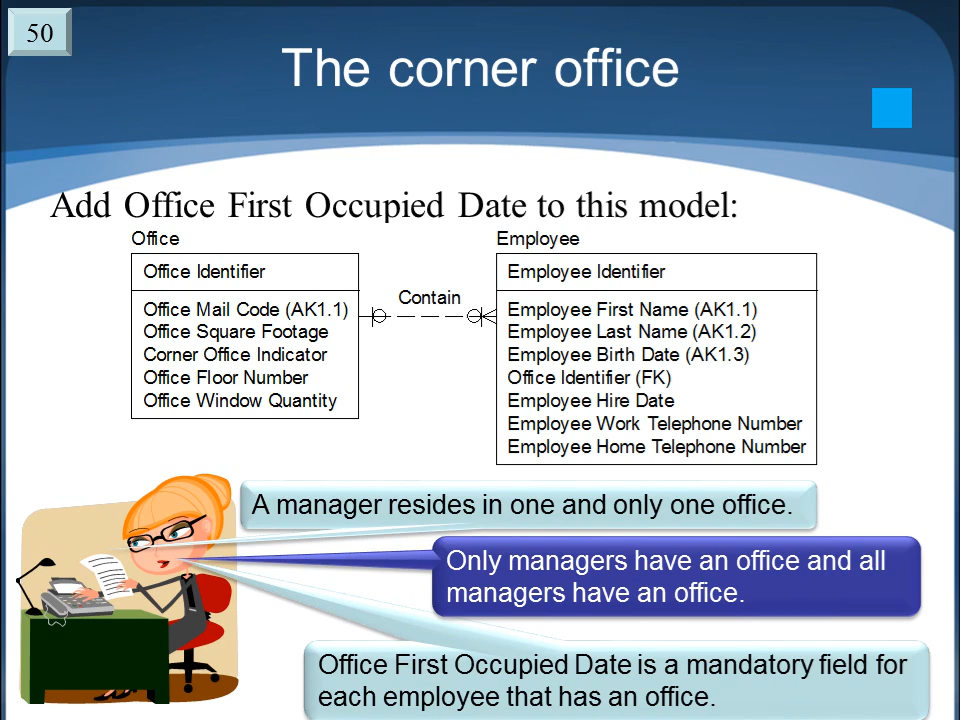 50
The corner office
Add Office First Occupied Date to this model:
Office
Office Identifier
Office Mail Code (AK1.1)
Office Square Footage
Corner Office Indicator
Office Floor Number
Office Window Quantity
Contain
Employee
Employee Identifier
Employee First Name (AK1.1)
Employee Last Name (AK1.2)
Employee Birth Date (AK1.3)
Office Identifier (FK)
Employee Hire Date
Employee Work Telephone Number
Employee Home Telephone Number
A manager resides in one and only one office.
Only managers have an office and all
managers have an office.
Office First Occupied Date is a mandatory field for
each employee that has an office.